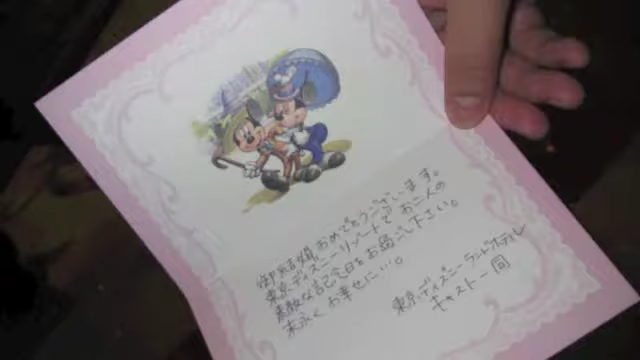 御結婚おめでとうございます。
東京ディズニーリゾートでお二人の
素敵な記念日をお過ごし下さい。
末永くお幸せに…。
東京ディズニーランドホテル
キャスト一同